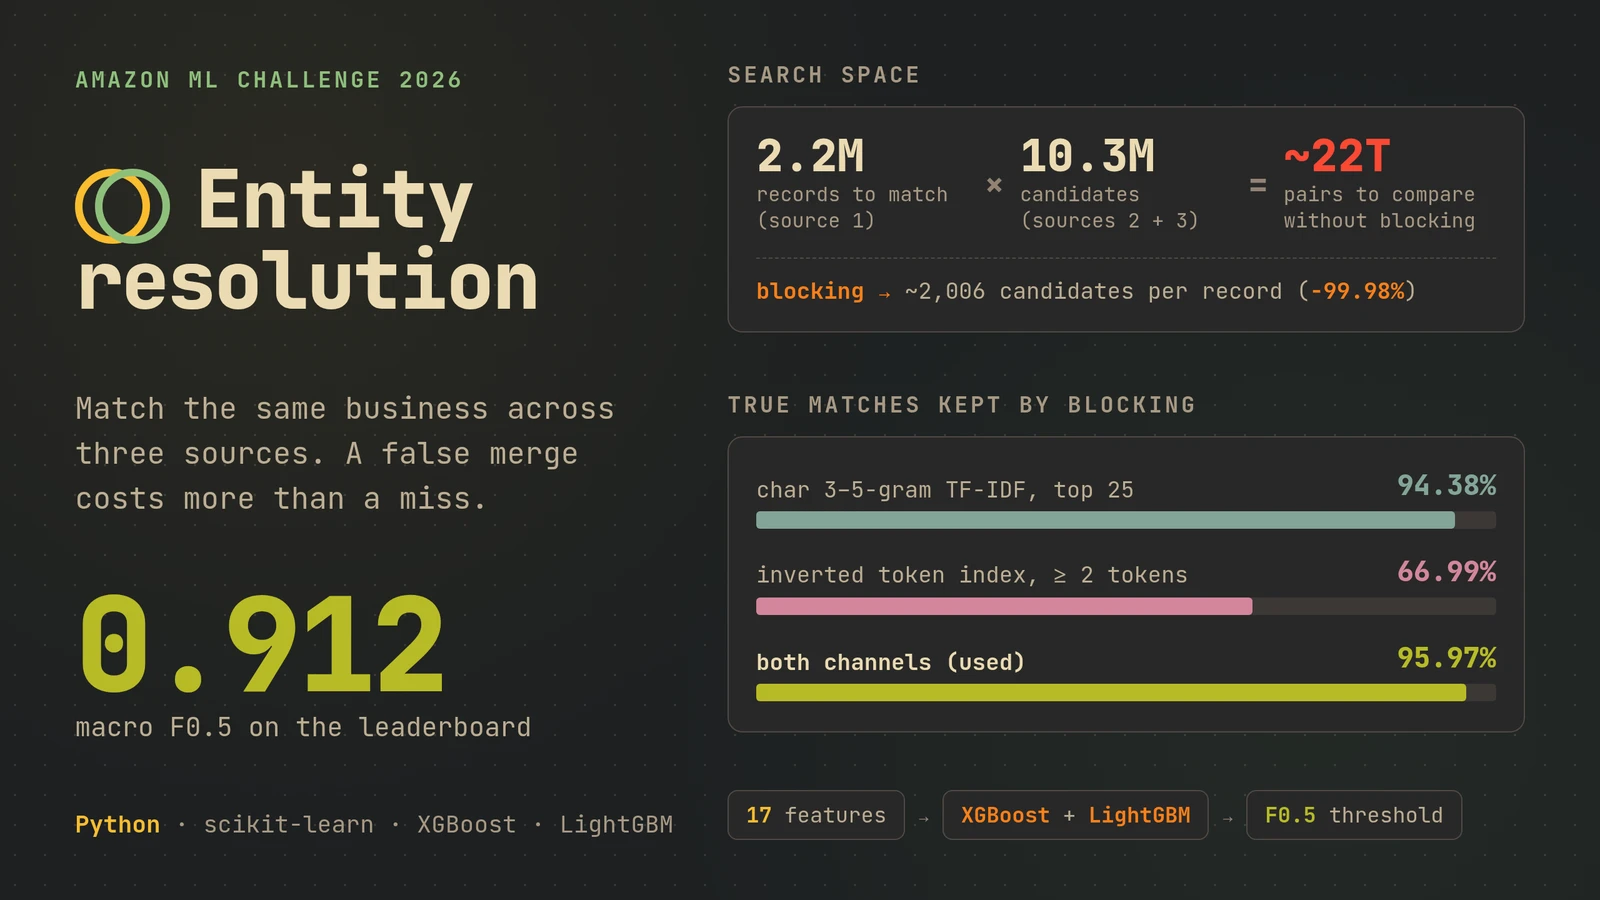 AMAZON ML CHALLENGE 2026
Entity
resolution
Match the same business across
three sources. A false merge
costs more than a miss.
0.912
macro F0.5 on the leaderboard
Python · scikit-learn · XGBoost · LightGBM
SEARCH SPACE
2.2M × 10.3M = ~22T
records to match candidates pairs to compare
(source 1) (sources 2 + 3) without blocking
blocking → ~2,006 candidates per record (-99.98%)
TRUE MATCHES KEPT BY BLOCKING
char 3–5-gram TF-IDF, top 25 94.38%
inverted token index, ≥ 2 tokens 66.99%
both channels (used) 95.97%
17 features → XGBoost + LightGBM → F0.5 threshold